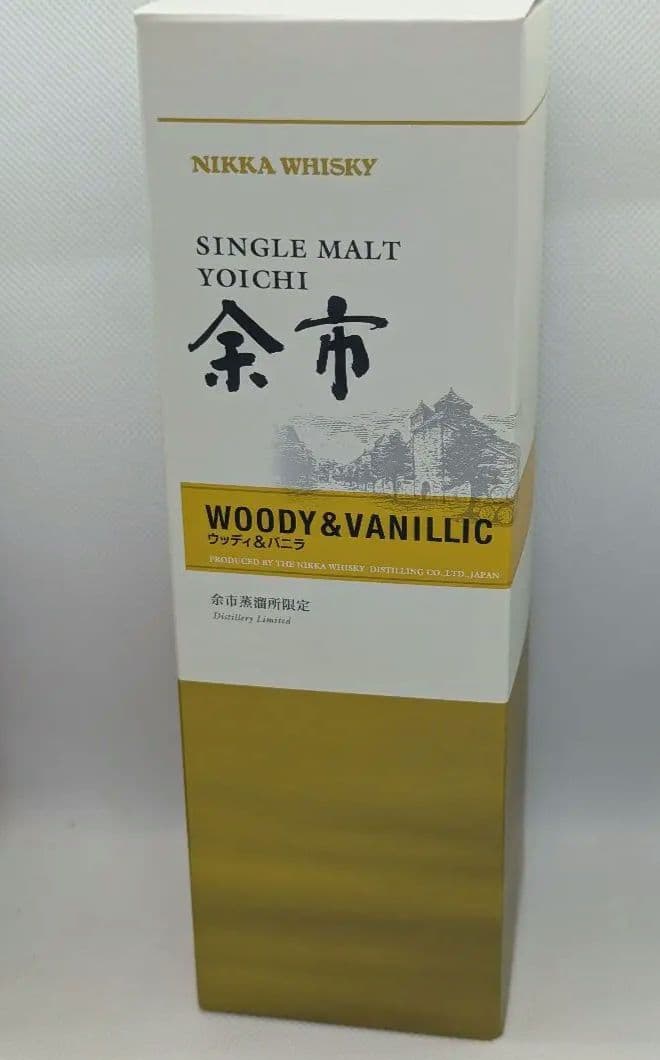 NIKKA WHISKY
SINGLE MALT
YOICHI
余市
WOODY&VANILLIC
ウッディ&バニラ
PRODUCED BY THE NIKKA WHISKY DISTILLING CO.,LTD.,JAPAN
余市蒸溜所限定
Distillery Limited